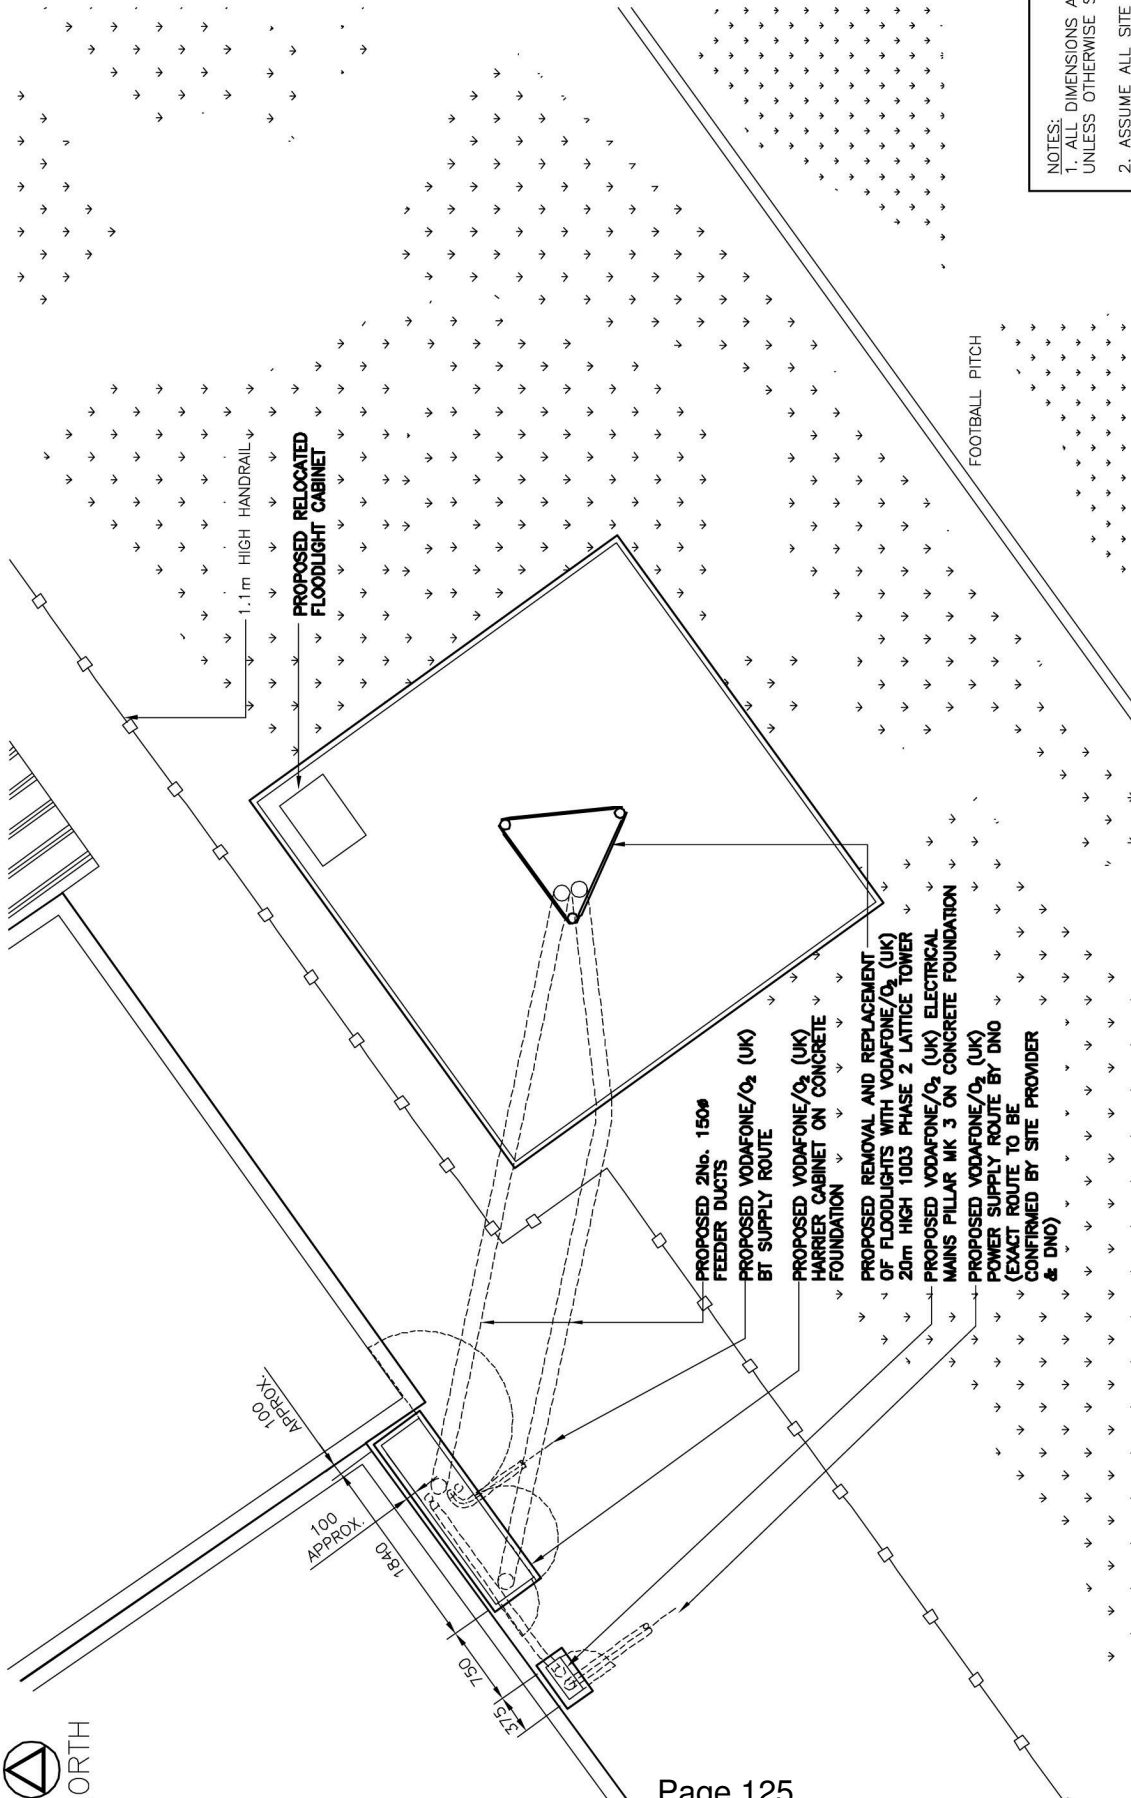 NOTES:
1. ALL DIMENSIONS A
UNLESS OTHERWISE S
2. ASSUME ALL SITE
1.1m HIGH HANDRAIL
PROPOSED RELOCATED
FLOODLIGHT CABINET
FOOTBALL PITCH
PROPOSED 2No. 150ø
FEEDER DUCTS
PROPOSED VODAFONE/O₂ (UK)
BT SUPPLY ROUTE
PROPOSED VODAFONE/O₂ (UK)
HARRIER CABINET ON CONCRETE
FOUNDATION
PROPOSED REMOVAL AND REPLACEMENT
OF FLOODLIGHTS WITH VODAFONE/O₂ (UK)
20m HIGH 1003 PHASE 2 LATTICE TOWER
PROPOSED VODAFONE/O₂ (UK) ELECTRICAL
MAINS PILLAR MK 3 ON CONCRETE FOUNDATION
PROPOSED VODAFONE/O₂ (UK)
POWER SUPPLY ROUTE BY DNO
(EXACT ROUTE TO BE
CONFIRMED BY SITE PROVIDER
& DNO)
100
APPROX.
100
APPROX.
1840
750
375
ORTH
Page 125